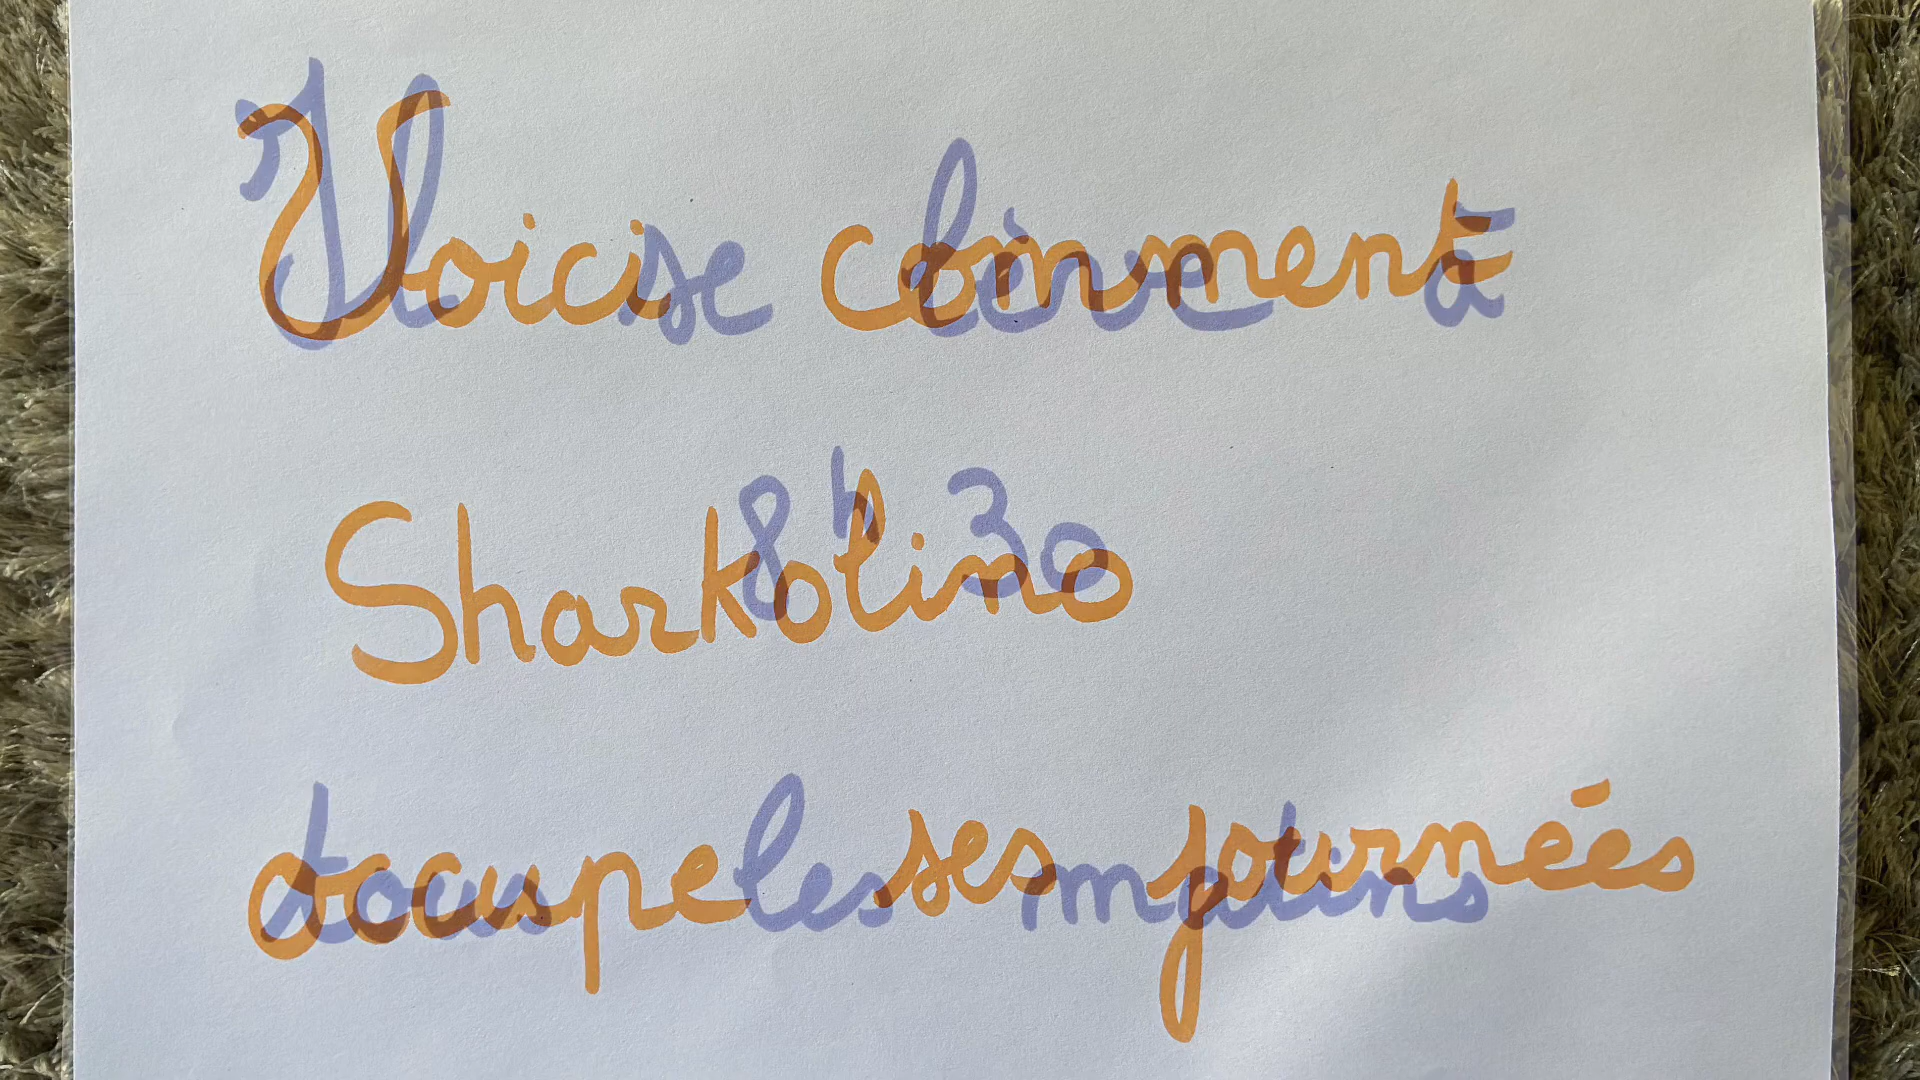 Voici comment
Sharkolino
occupe ses journées
Il se lève à
8h30
tous les matins